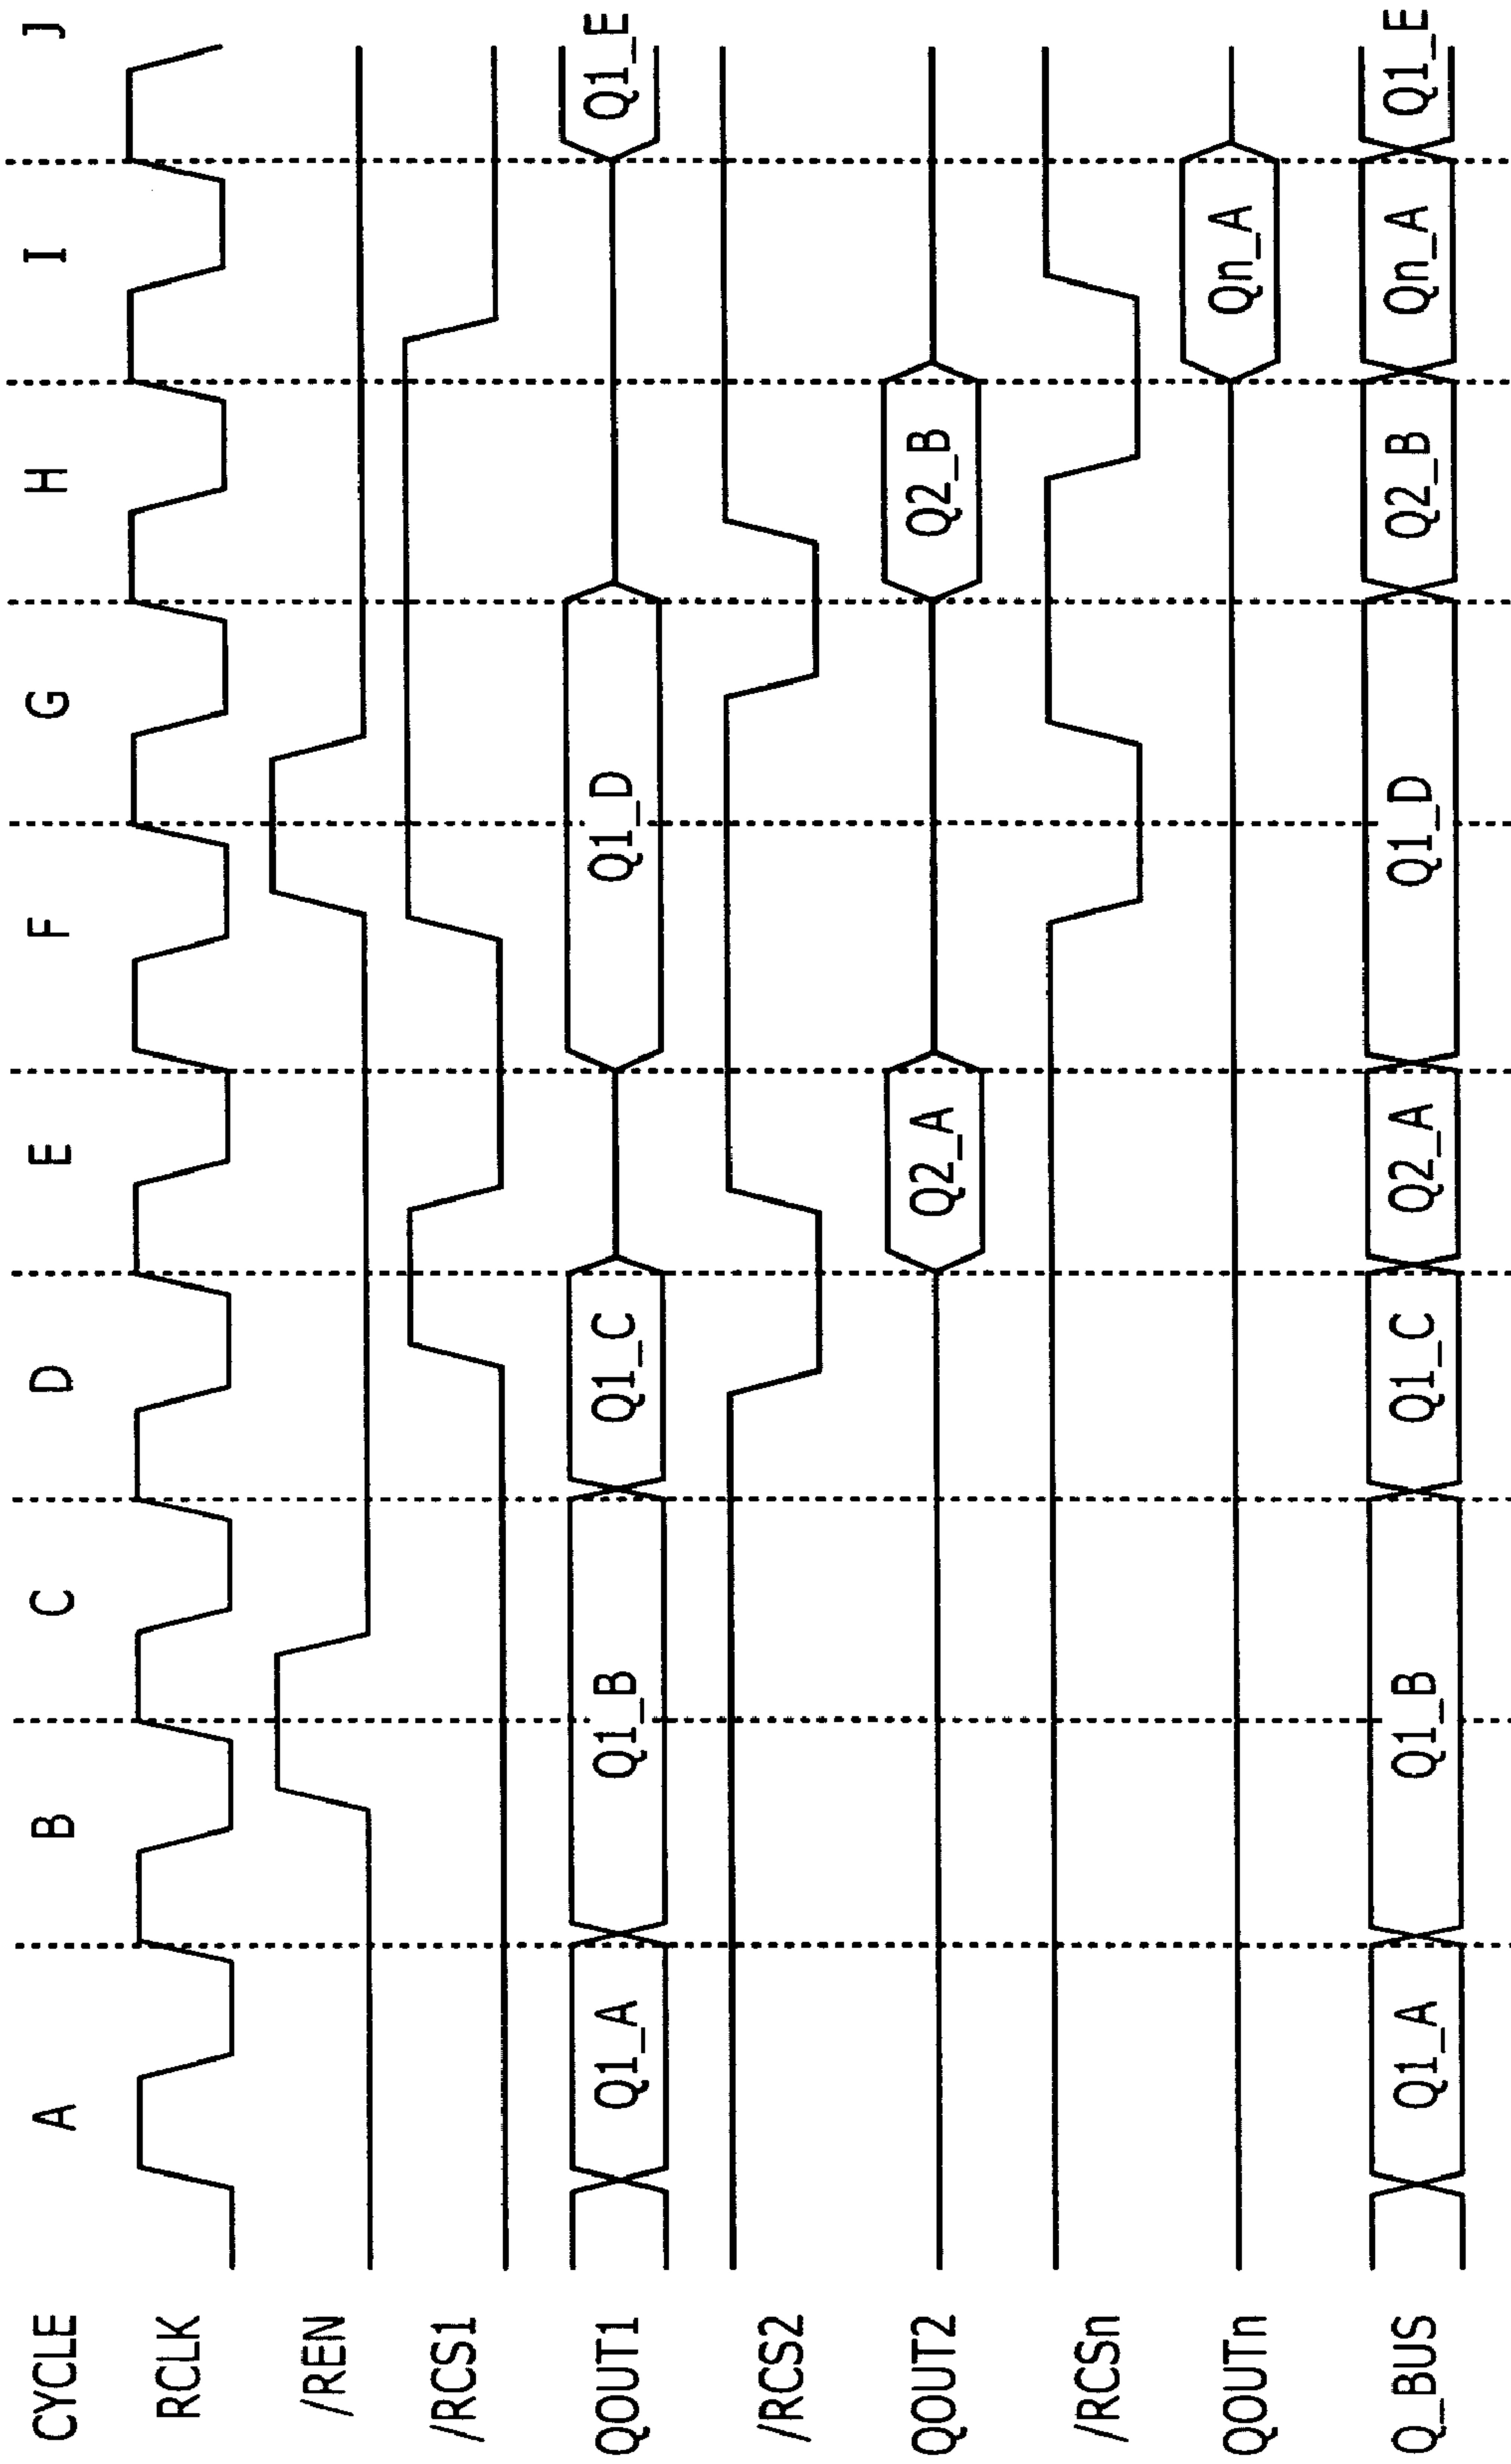 CYCLE A B C D E F G H I J
RCLK
/REN
/RCS1
QOUT1 Q1_A Q1_B Q1_C Q1_D Q1_E
/RCS2
QOUT2 Q2_A Q2_B
/RCSn
QOUTn Qn_A
Q_BUS Q1_A Q1_B Q1_C Q2_A Q1_D Q2_B Qn_A Q1_E